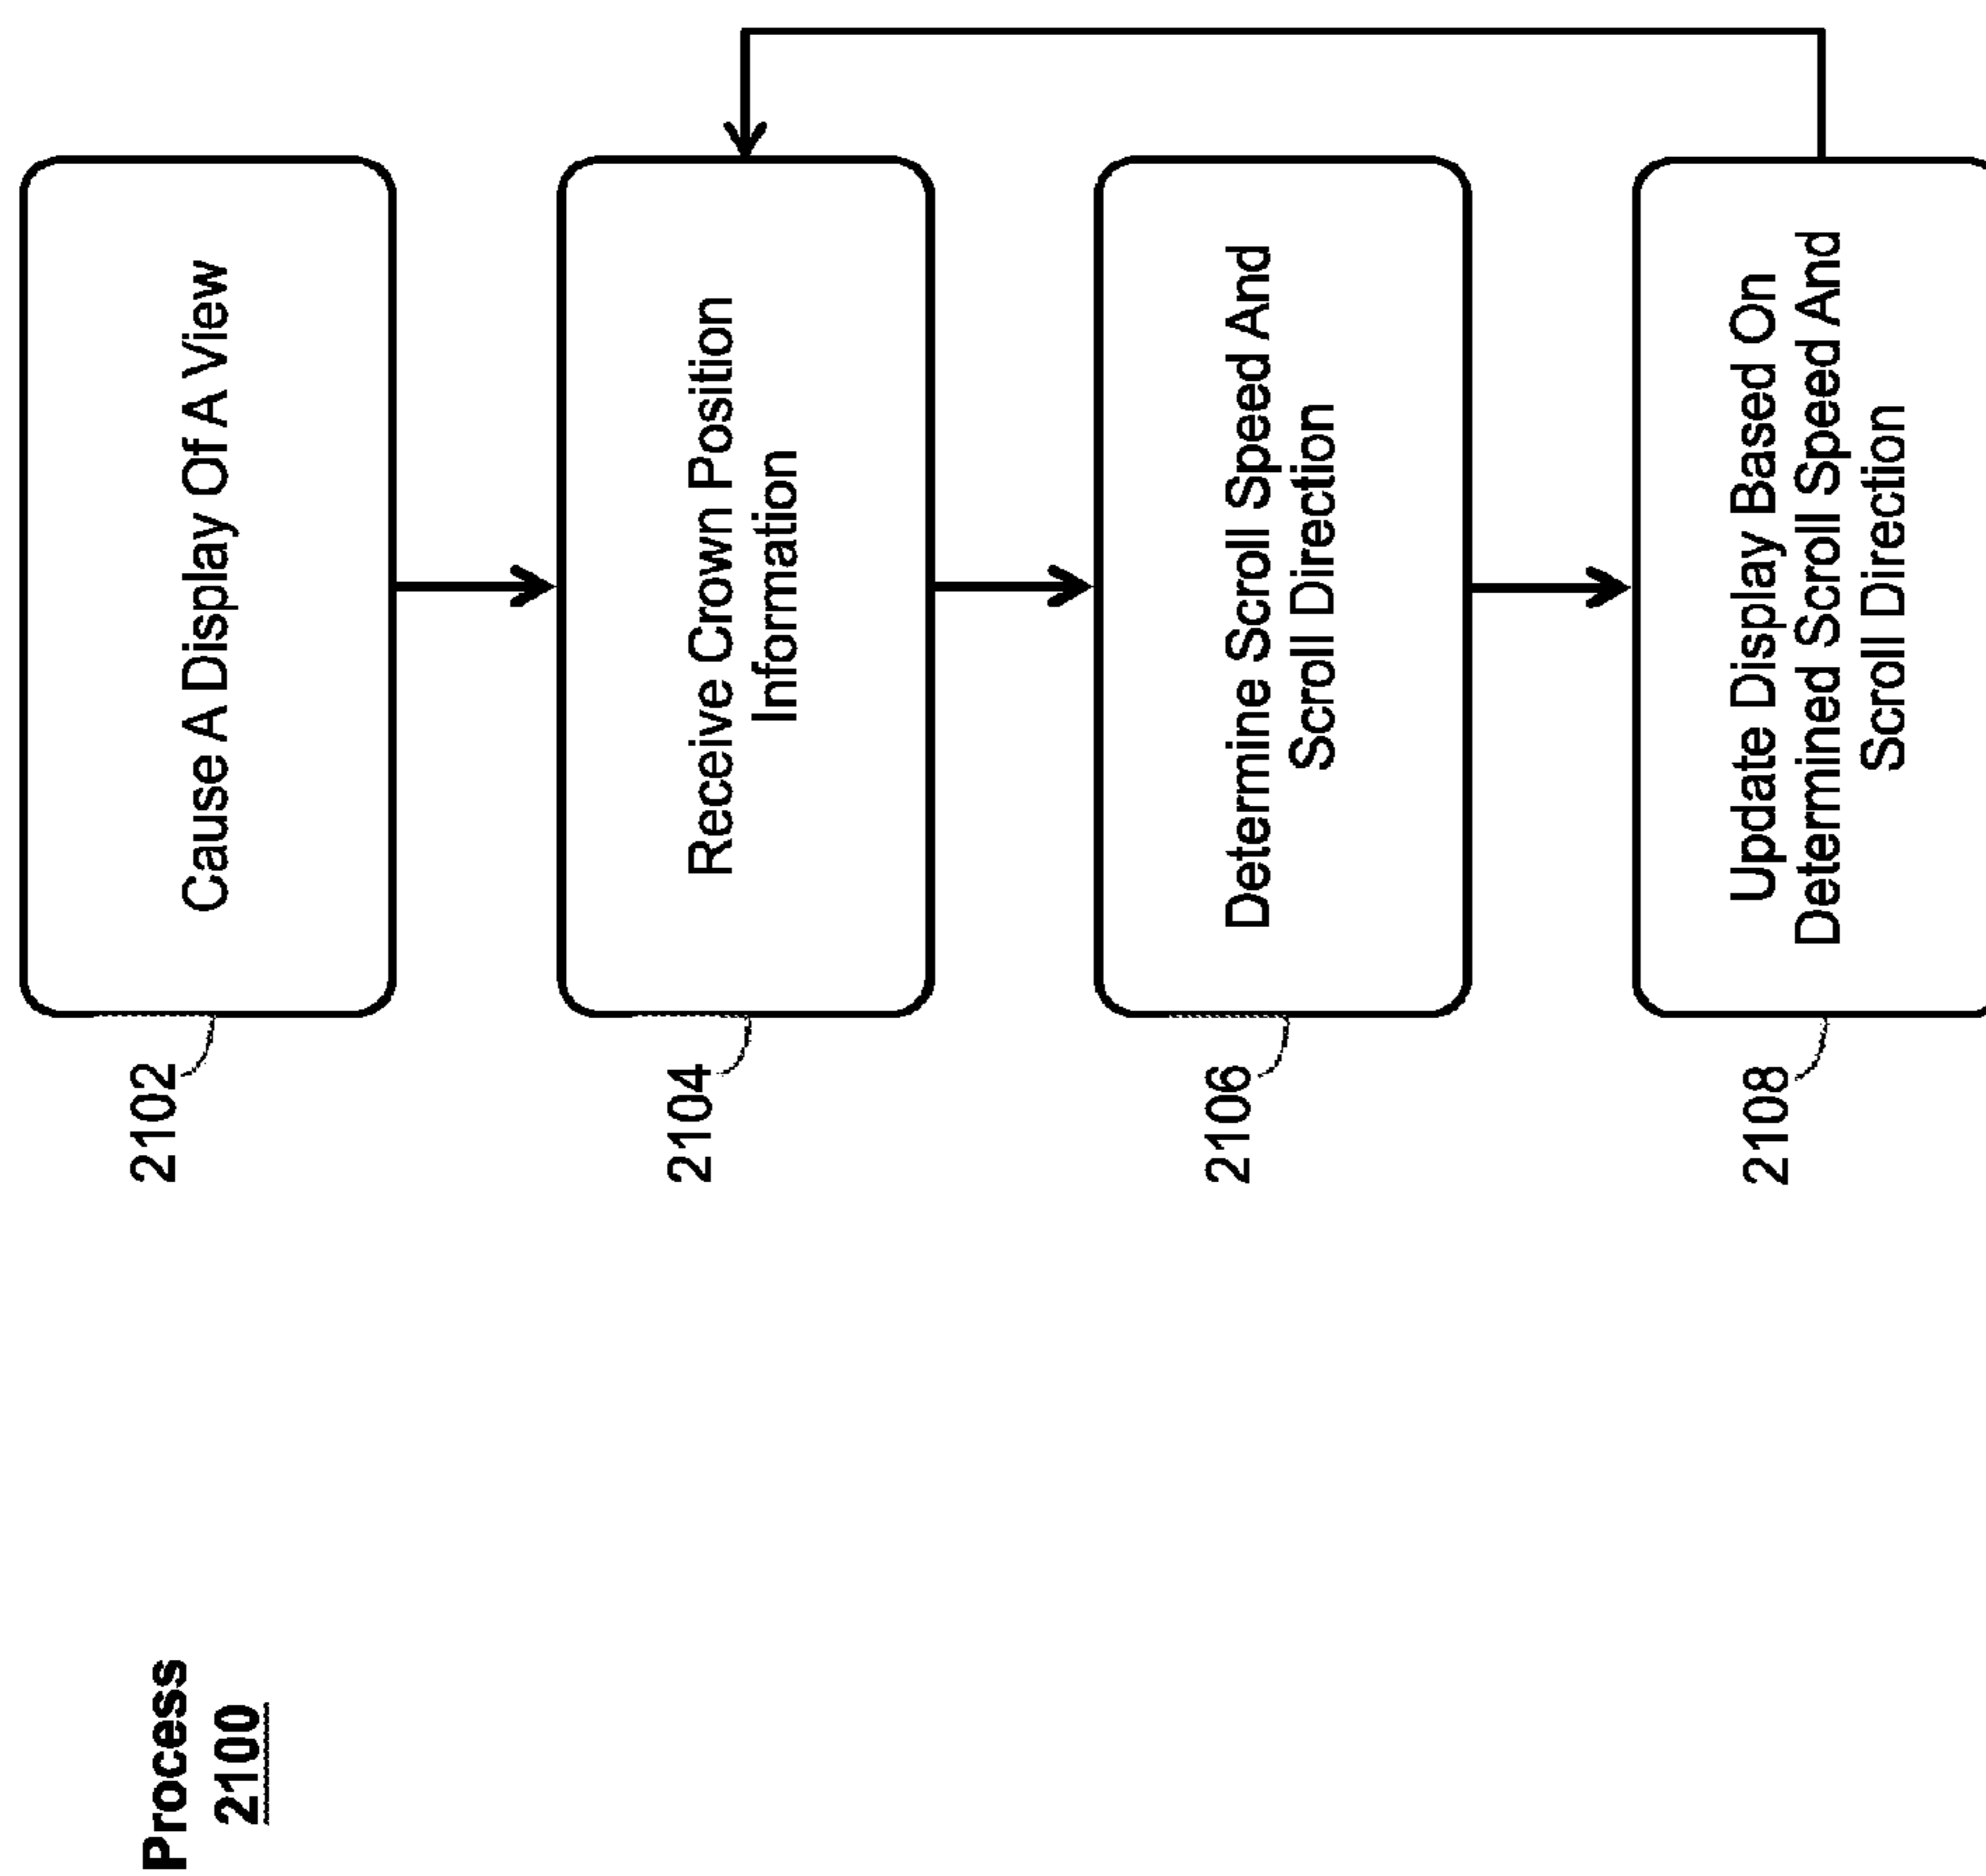 Process
2100
2102
Cause A Display Of A View
2104
Receive Crown Position
Information
2106
Determine Scroll Speed And
Scroll Direction
2108
Update Display Based On
Determined Scroll Speed And
Scroll Direction